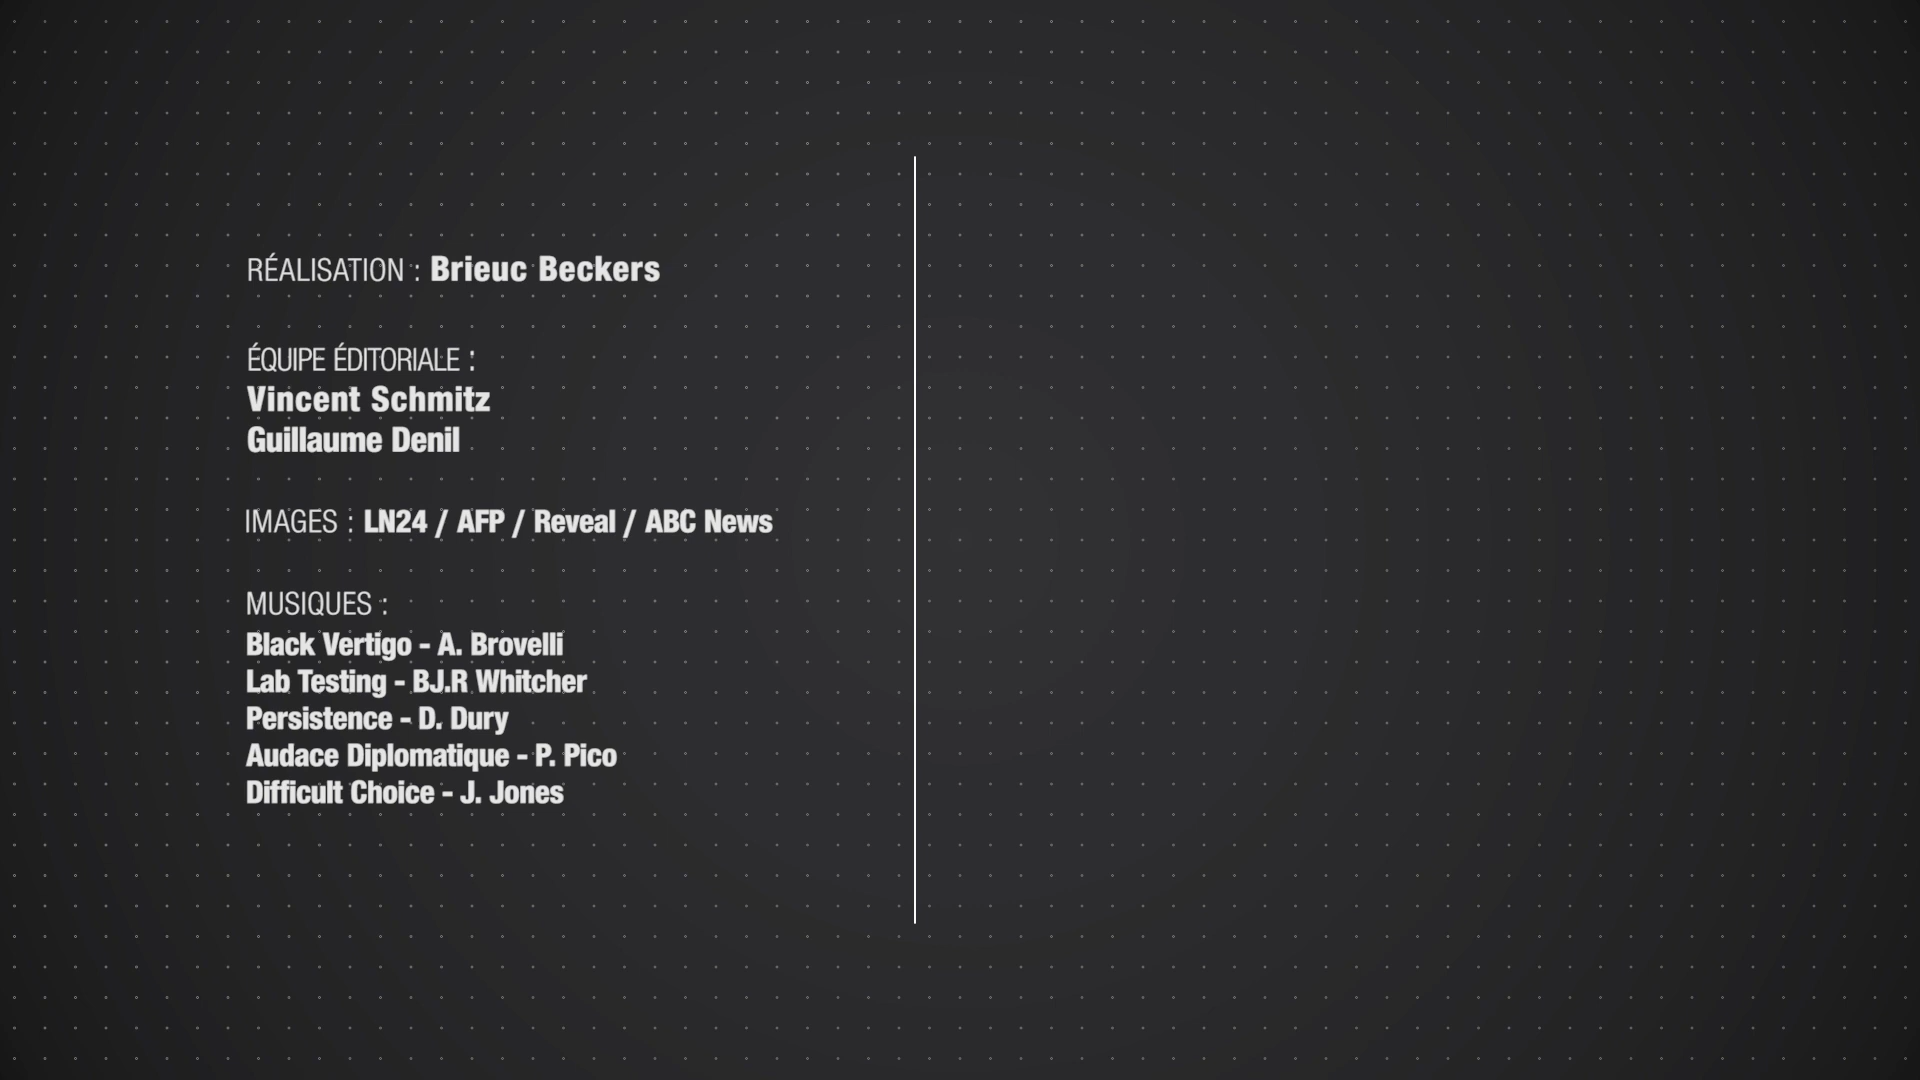 RÉALISATION : Brieuc Beckers
ÉQUIPE ÉDITORIALE :
Vincent Schmitz
Guillaume Denil
IMAGES : LN24 / AFP / Reveal / ABC News
MUSIQUES :
Black Vertigo - A. Brovelli
Lab Testing - BJ.R Whitcher
Persistence - D. Dury
Audace Diplomatique - P. Pico
Difficult Choice - J. Jones